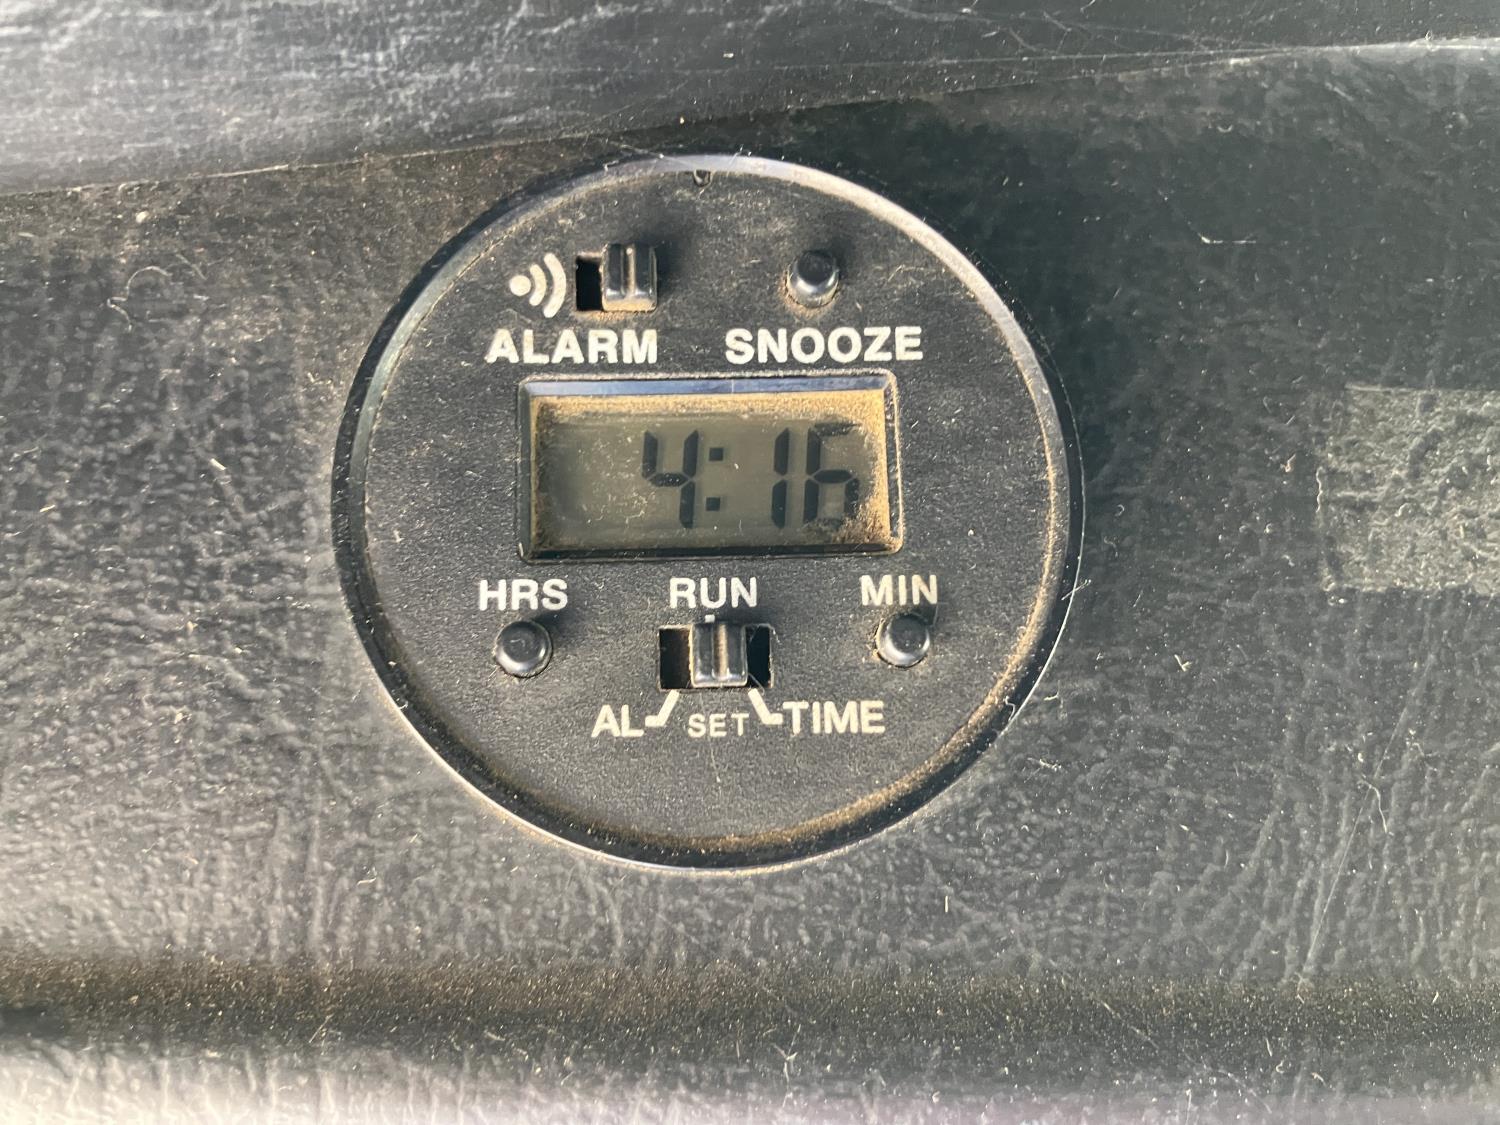 ALARM SNOOZE
4:16
HRS RUN MIN
AL SET TIME